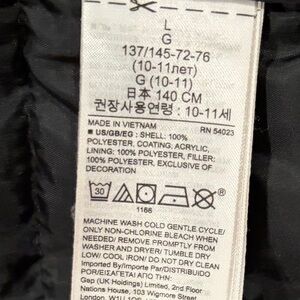 L
G
137/145-72-76
(10-11лет)
G (10-11)
日本 140 CM
권장사용연령 : 10-11세
MADE IN VIETNAM RN 54023
■ US/GB/EG : SHELL: 100%
POLYESTER, COATING, ACRYLIC,
LINING: 100% POLYESTER, FILLER:
100% POLYESTER, EXCLUSIVE OF
DECORATION
30
1166
MACHINE WASH COLD GENTLE CYCLE/
ONLY NON-CHLORINE BLEACH WHEN
NEEDED/ REMOVE PROMPTLY FROM
WASHER AND DRYER/ TUMBLE DRY
LOW/ COOL IRON/ DO NOT DRY CLEAN
Imported By/Importe Par/DISTRIBUIDO
POR/ΕΙΣΑΓΕΤΑΙ ΑΠΟ ΤΗΝ:
Gap (UK Holdings) Limited, 2nd Floor
Nations House, 103 Wigmore Street
London, W1U